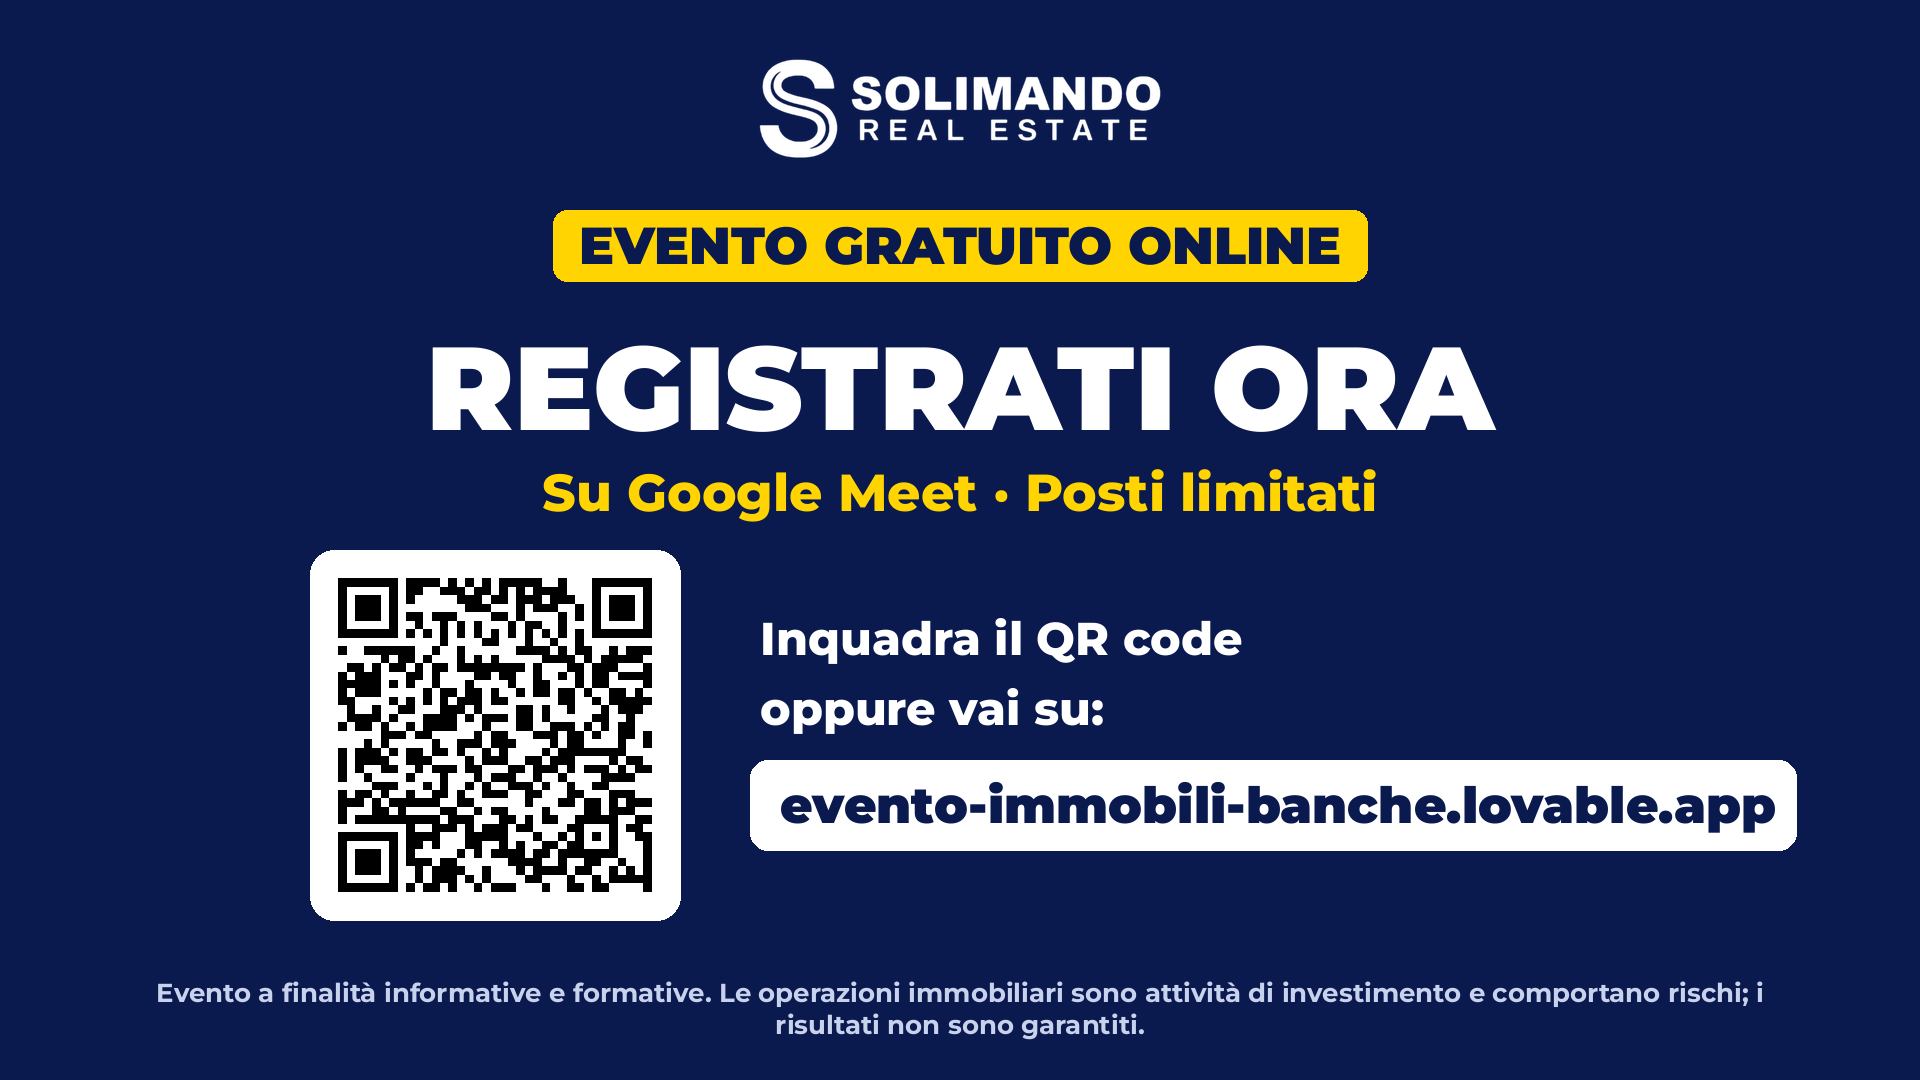 SOLIMANDO
REAL ESTATE
EVENTO GRATUITO ONLINE
REGISTRATI ORA
Su Google Meet • Posti limitati
Inquadra il QR code
oppure vai su:
evento-immobili-banche.lovable.app
Evento a finalità informative e formative. Le operazioni immobiliari sono attività di investimento e comportano rischi; i
risultati non sono garantiti.